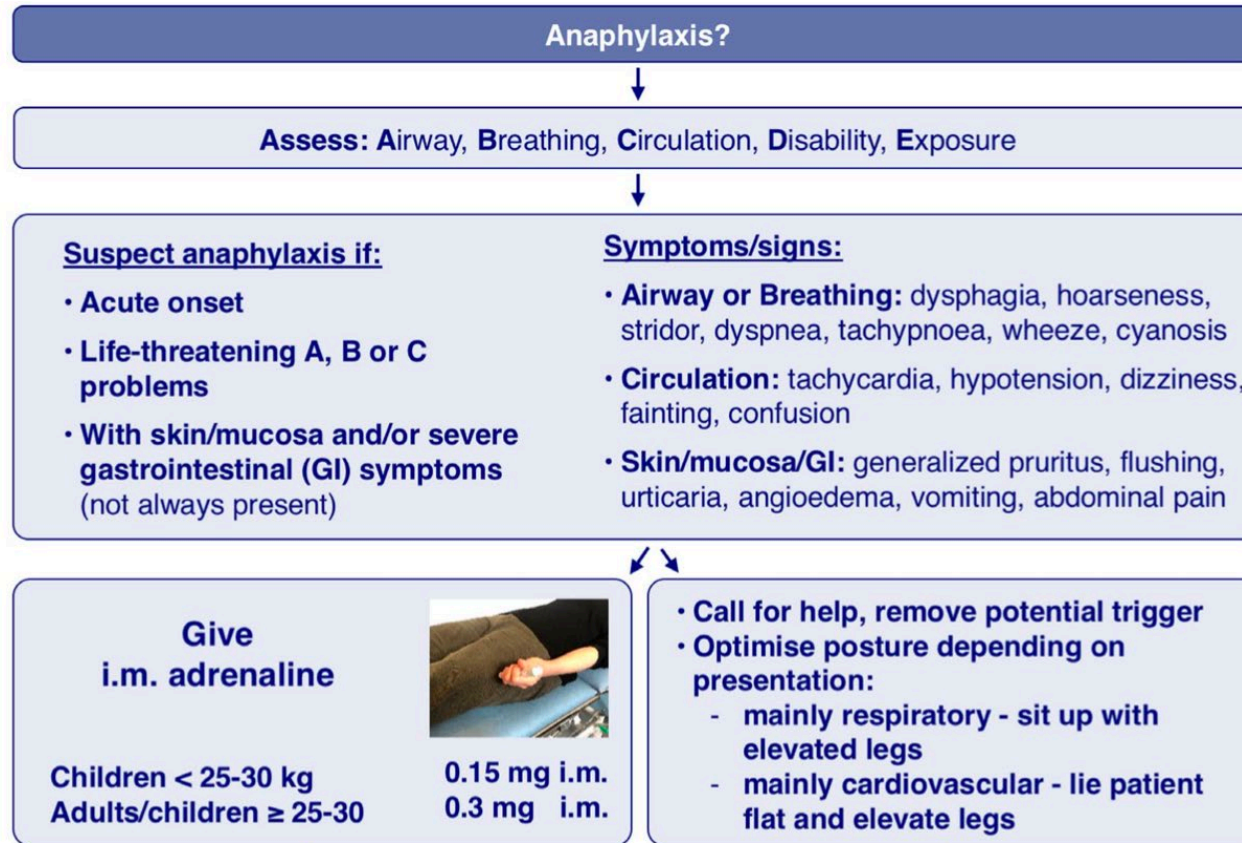 Anaphylaxis?
Assess: Airway, Breathing, Circulation, Disability, Exposure
Suspect anaphylaxis if:
• Acute onset
• Life-threatening A, B or C
problems
• With skin/mucosa and/or severe
gastrointestinal (GI) symptoms
(not always present)
Symptoms/signs:
• Airway or Breathing: dysphagia, hoarseness,
stridor, dyspnea, tachypnoea, wheeze, cyanosis
• Circulation: tachycardia, hypotension, dizziness,
fainting, confusion
• Skin/mucosa/GI: generalized pruritus, flushing,
urticaria, angioedema, vomiting, abdominal pain
Give
i.m. adrenaline
Children < 25-30 kg 0.15 mg i.m.
Adults/children ≥ 25-30 0.3 mg i.m.
• Call for help, remove potential trigger
• Optimise posture depending on
presentation:
- mainly respiratory - sit up with
elevated legs
- mainly cardiovascular - lie patient
flat and elevate legs